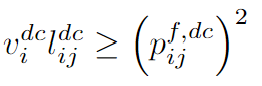 $v_i^{dc} l_{ij}^{dc} \geq \left( p_{ij}^{f,dc} \right)^2$